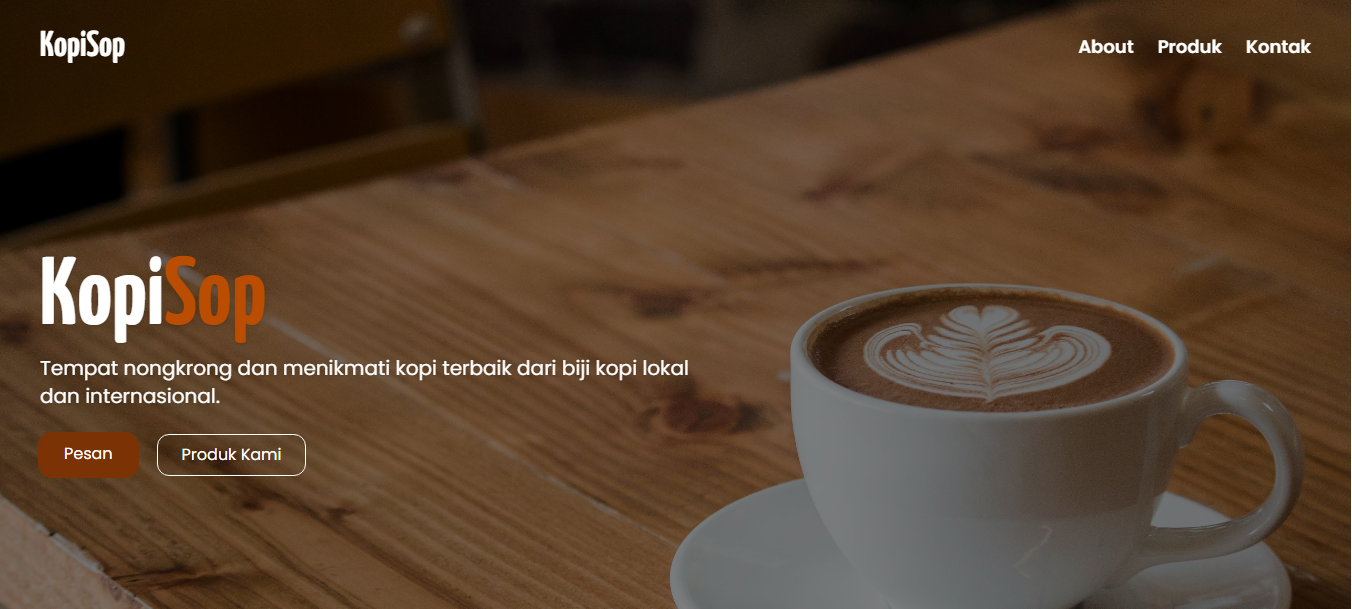 KopiSop
About Produk Kontak
KopiSop
Tempat nongkrong dan menikmati kopi terbaik dari biji kopi lokal
dan internasional.
Pesan
Produk Kami